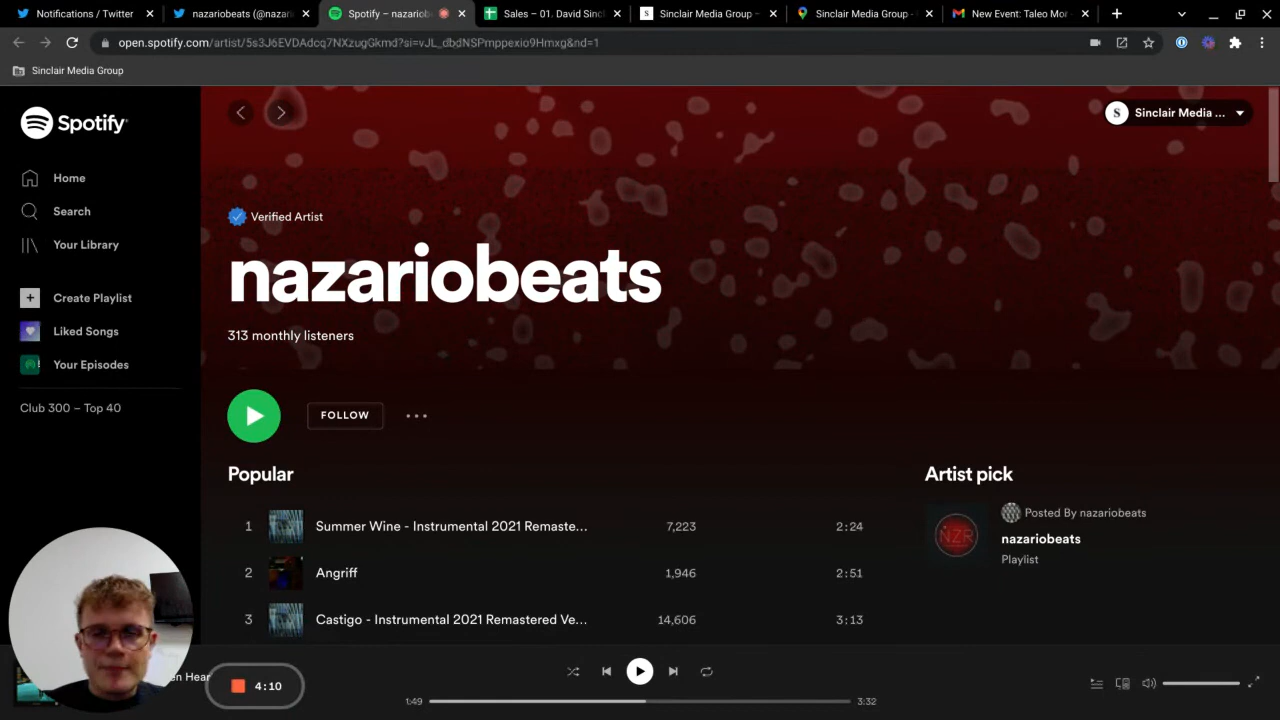 Notifications / Twitter
nazariobeats (@nazari
Spotify – nazariob
Sales – 01. David Sincl
Sinclair Media Group –
Sinclair Media Group -
New Event: Taleo Mor
open.spotify.com/artist/5s3J6EVDAdcq7NXzugGkmd?si=vJL_dbdNSPmppexio9Hmxg&nd=1
Sinclair Media Group
Spotify
Sinclair Media ...
Home
Search
Your Library
Create Playlist
Liked Songs
Your Episodes
Club 300 – Top 40
Verified Artist
nazariobeats
313 monthly listeners
FOLLOW
Popular
1 Summer Wine - Instrumental 2021 Remaste... 7,223 2:24
2 Angriff 1,946 2:51
3 Castigo - Instrumental 2021 Remastered Ve... 14,606 3:13
Artist pick
NZR
Posted By nazariobeats
nazariobeats
Playlist
en Hear
4:10
1:49
3:32